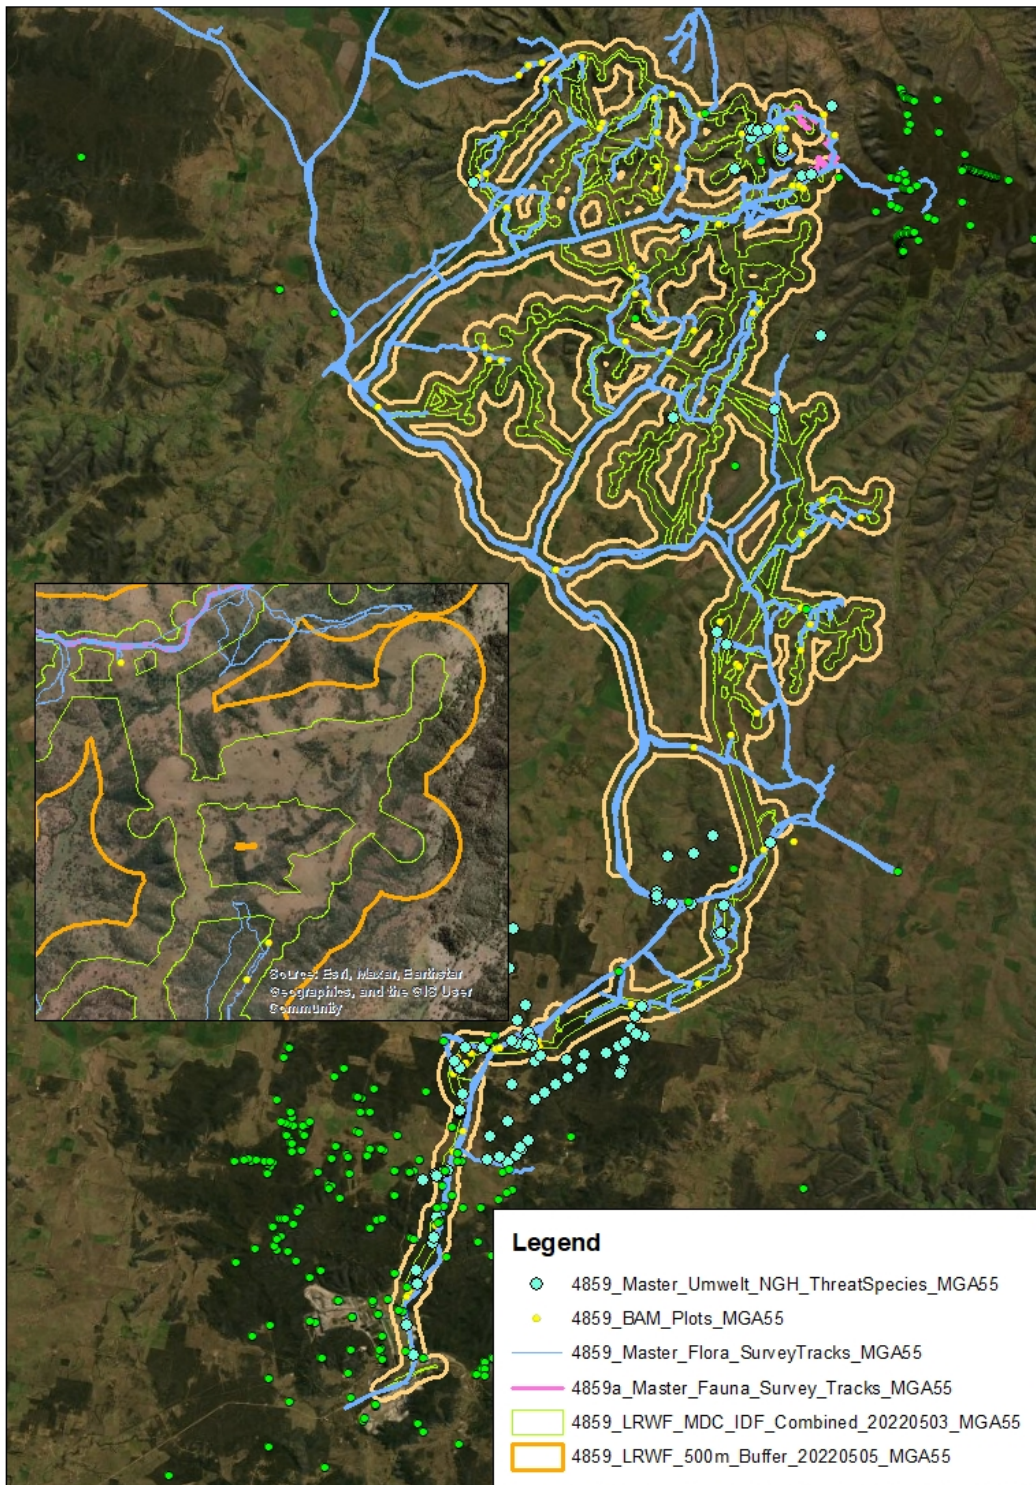 Source: Esri, Maxar, Earthstar
Geographics, and the GIS User
Community
Legend
4859_Master_Umwelt_NGH_ThreatSpecies_MGA55
4859_BAM_Plots_MGA55
4859_Master_Flora_SurveyTracks_MGA55
4859a_Master_Fauna_Survey_Tracks_MGA55
4859_LRWF_MDC_IDF_Combined_20220503_MGA55
4859_LRWF_500m_Buffer_20220505_MGA55